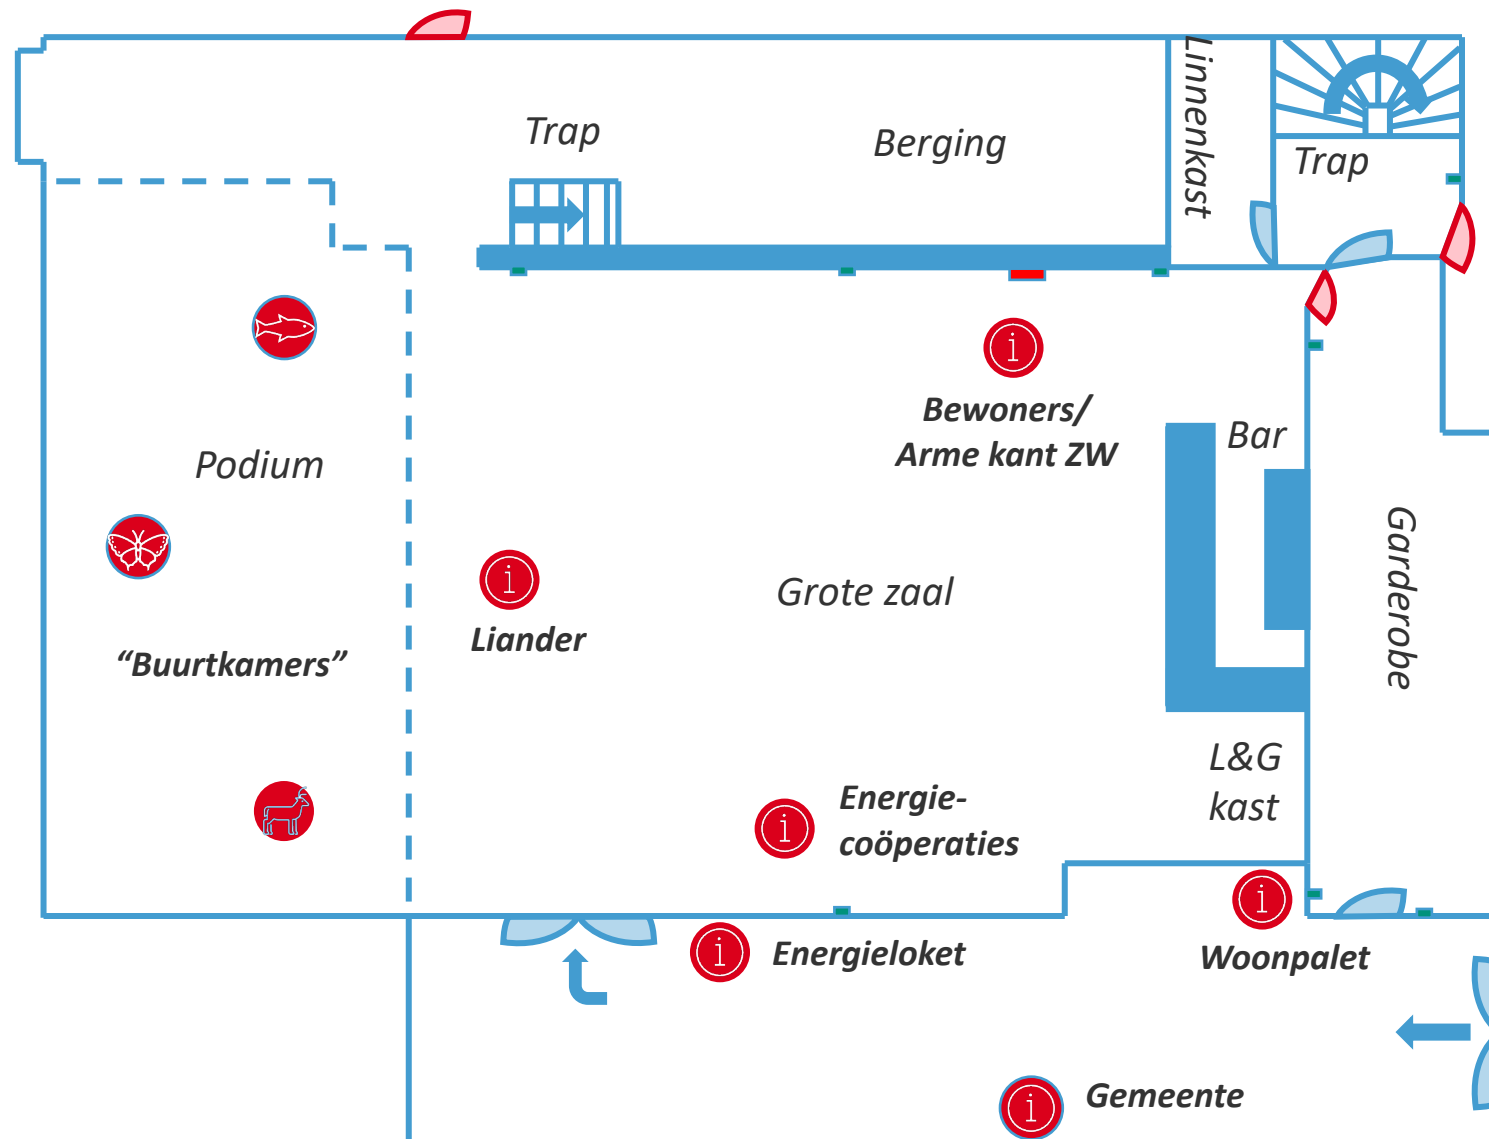 Linnenkast
Trap
Berging
Trap
i
Bewoners/
Arme kant ZW
Bar
Podium
Garderobe
i
Liander
Grote zaal
“Buurtkamers”
L&G
kast
i
Energie-
coöperaties
i
Energieloket
i
Woonpalet
i
Gemeente